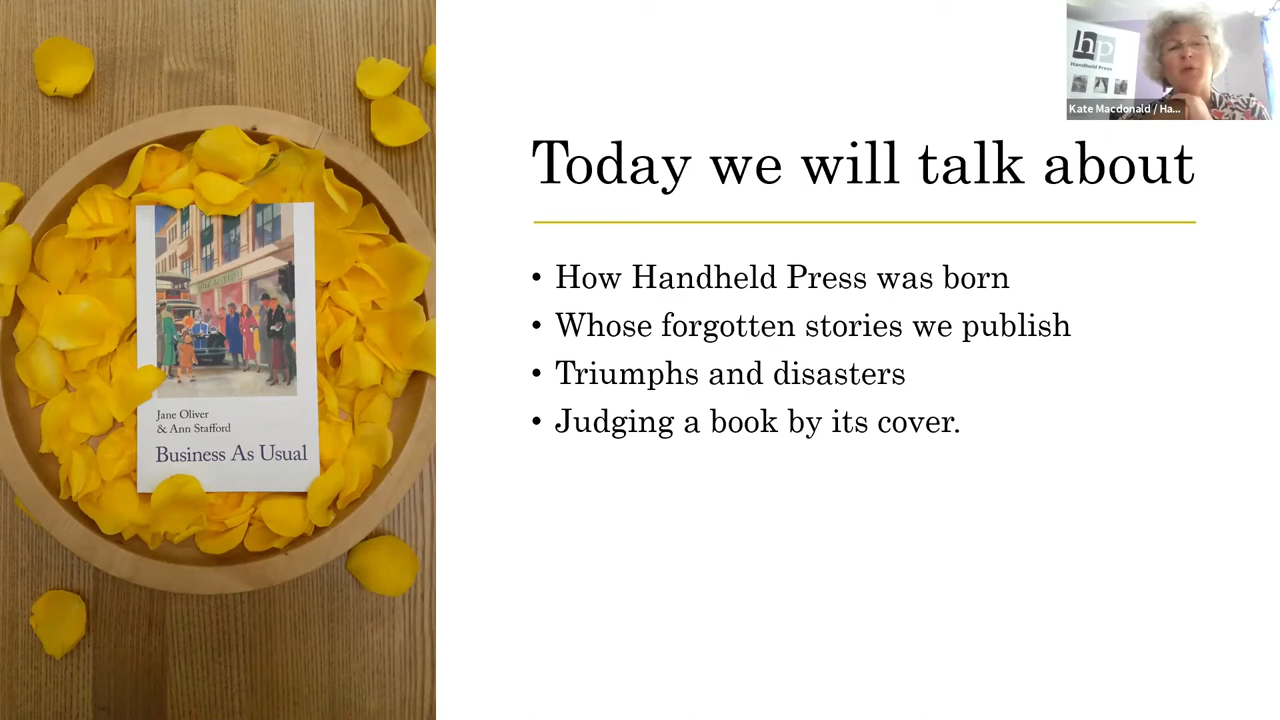 hp
Handheld Press
Kate Macdonald / Ha...
Today we will talk about
• How Handheld Press was born
• Whose forgotten stories we publish
• Triumphs and disasters
• Judging a book by its cover.
Jane Oliver
& Ann Stafford
Business As Usual